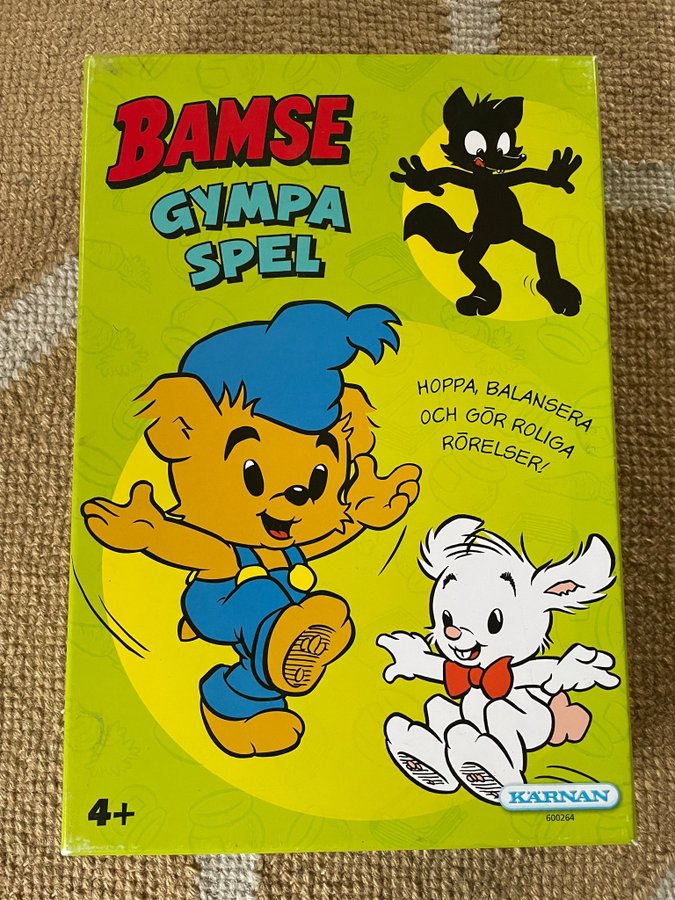 BAMSE
GYMPA
SPEL
HOPPA, BALANSERA
OCH GÖR ROLIGA
RÖRELSER!
4+
KÄRNAN
600264